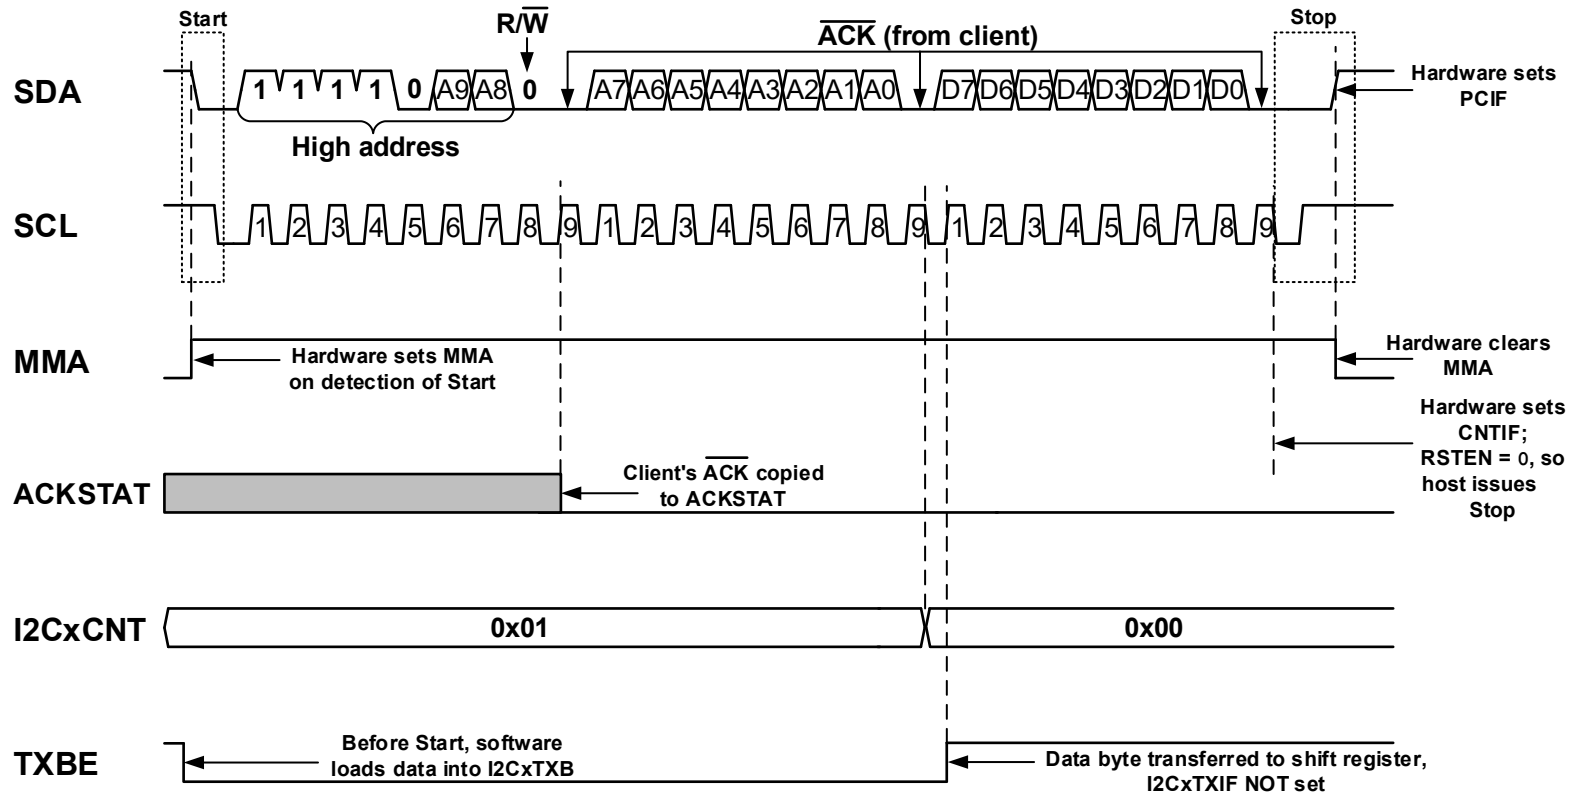 Start
R/W
ACK (from client)
Stop
SDA
1 1 1 1 0 A9 A8 0 A7 A6 A5 A4 A3 A2 A1 A0 D7 D6 D5 D4 D3 D2 D1 D0
Hardware sets
PCIF
High address
SCL
1 2 3 4 5 6 7 8 9 1 2 3 4 5 6 7 8 9 1 2 3 4 5 6 7 8 9
MMA
Hardware sets MMA
on detection of Start
Hardware clears
MMA
Hardware sets
CNTIF;
RSTEN = 0, so
host issues
Stop
ACKSTAT
Client's ACK copied
to ACKSTAT
I2CxCNT
0x01
0x00
TXBE
Before Start, software
loads data into I2CxTXB
Data byte transferred to shift register,
I2CxTXIF NOT set